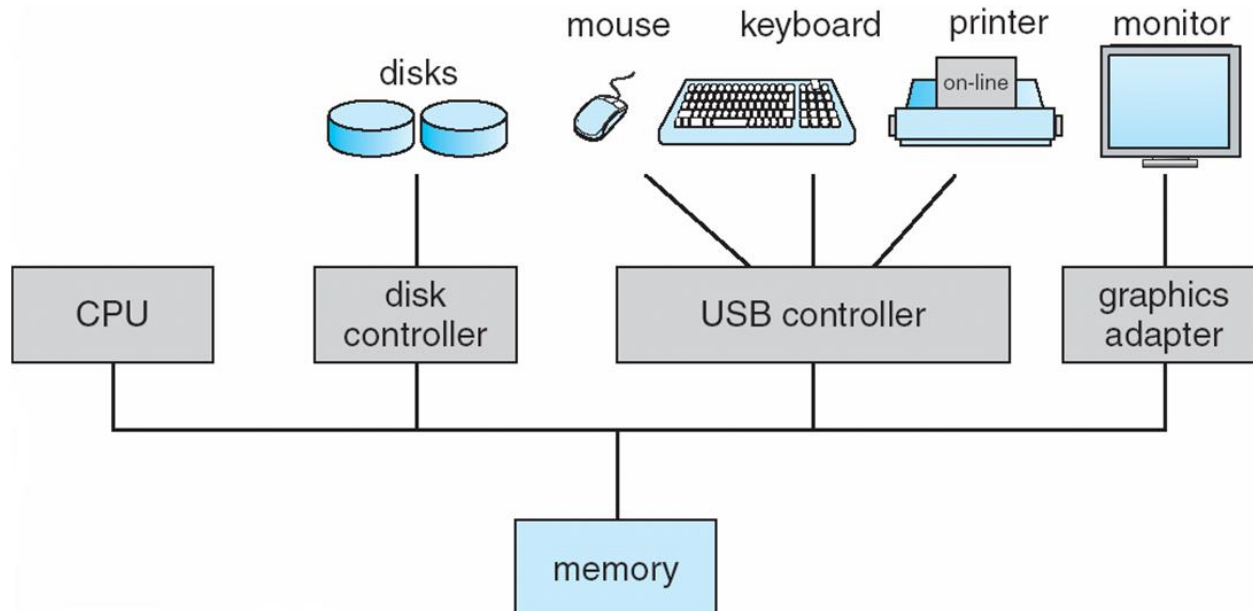 mouse
keyboard
printer
monitor
disks
on-line
CPU
disk
controller
USB controller
graphics
adapter
memory